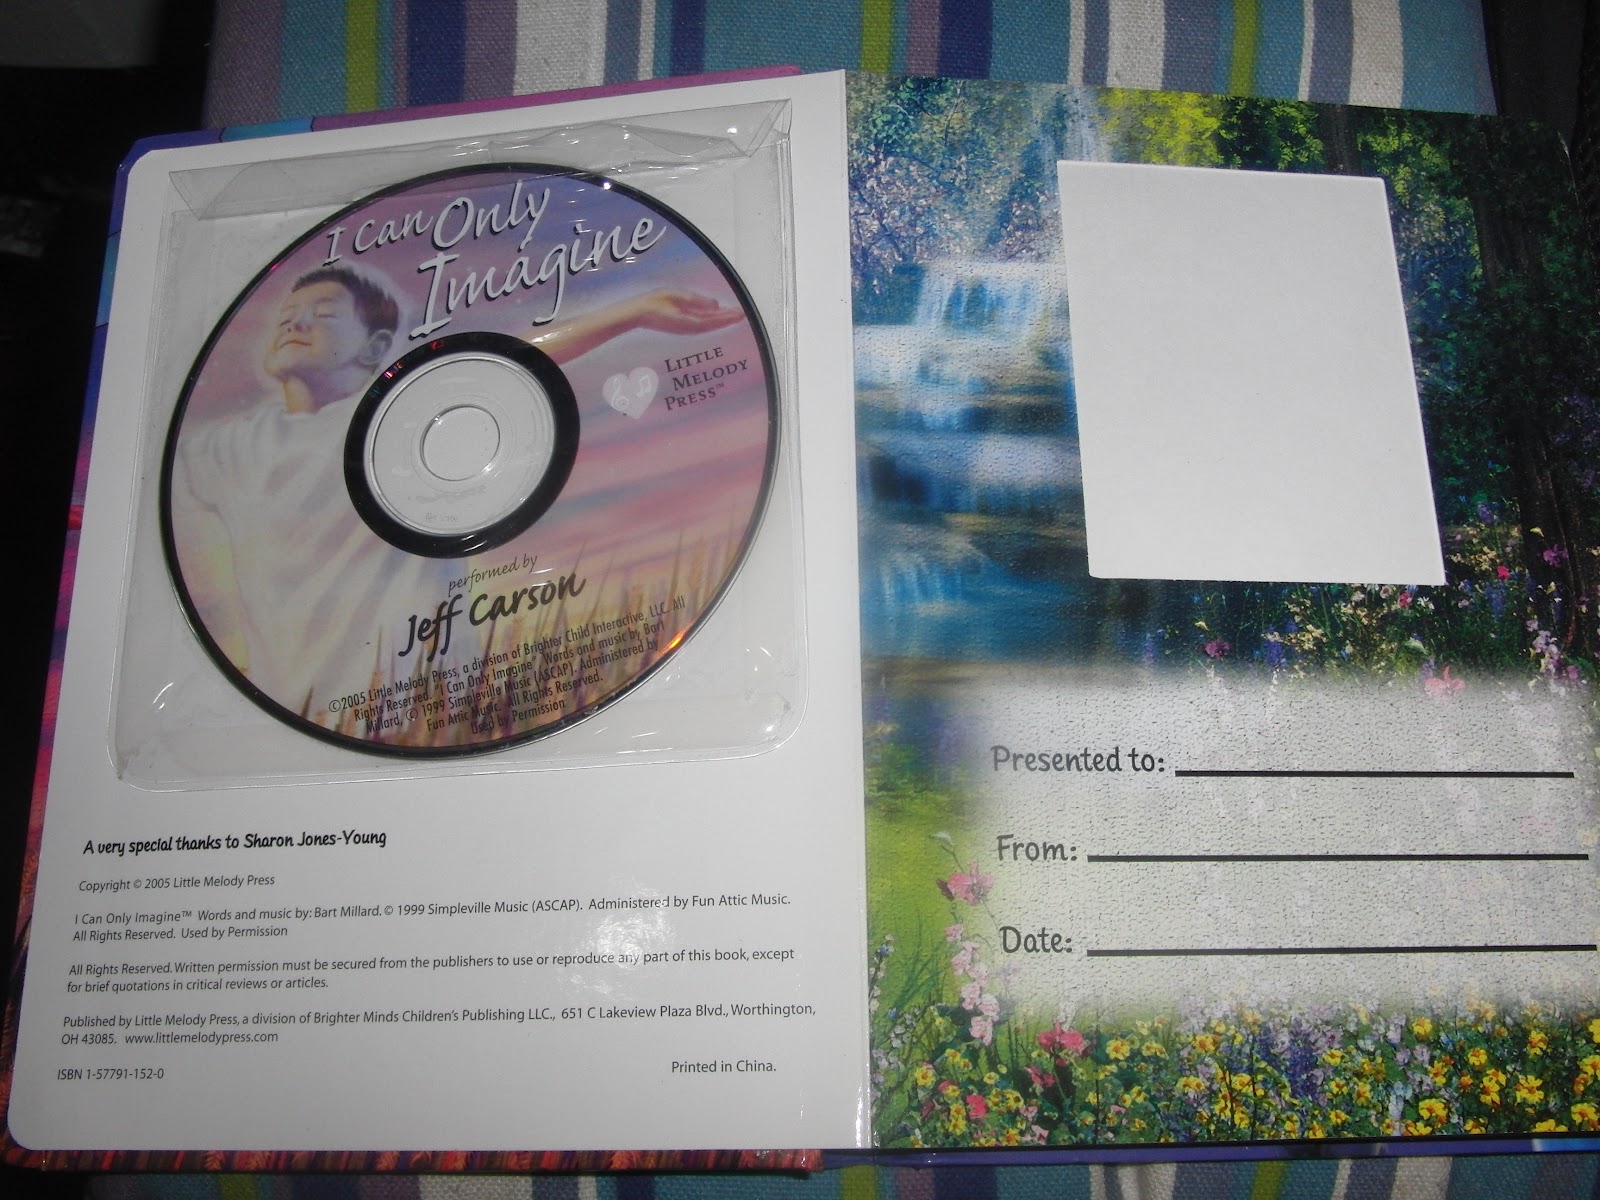 I Can Only
Imagine
LITTLE
MELODY
PRESS™
performed by
Jeff Carson
©2005 Little Melody Press, a division of Brighter Child Interactive, LLC. All
Rights Reserved. "I Can Only Imagine" Words and music by Bart
Millard, © 1999 Simpleville Music (ASCAP). Administered by
Fun Attic Music. All Rights Reserved.
Used by Permission.
A very special thanks to Sharon Jones-Young
Copyright © 2005 Little Melody Press
I Can Only Imagine™ Words and music by: Bart Millard. © 1999 Simpleville Music (ASCAP). Administered by Fun Attic Music.
All Rights Reserved. Used by Permission
All Rights Reserved. Written permission must be secured from the publishers to use or reproduce any part of this book, except
for brief quotations in critical reviews or articles.
Published by Little Melody Press, a division of Brighter Minds Children's Publishing LLC., 651 C Lakeview Plaza Blvd., Worthington,
OH 43085. www.littlemelodypress.com
ISBN 1-57791-152-0
Printed in China.
Presented to:
From:
Date: